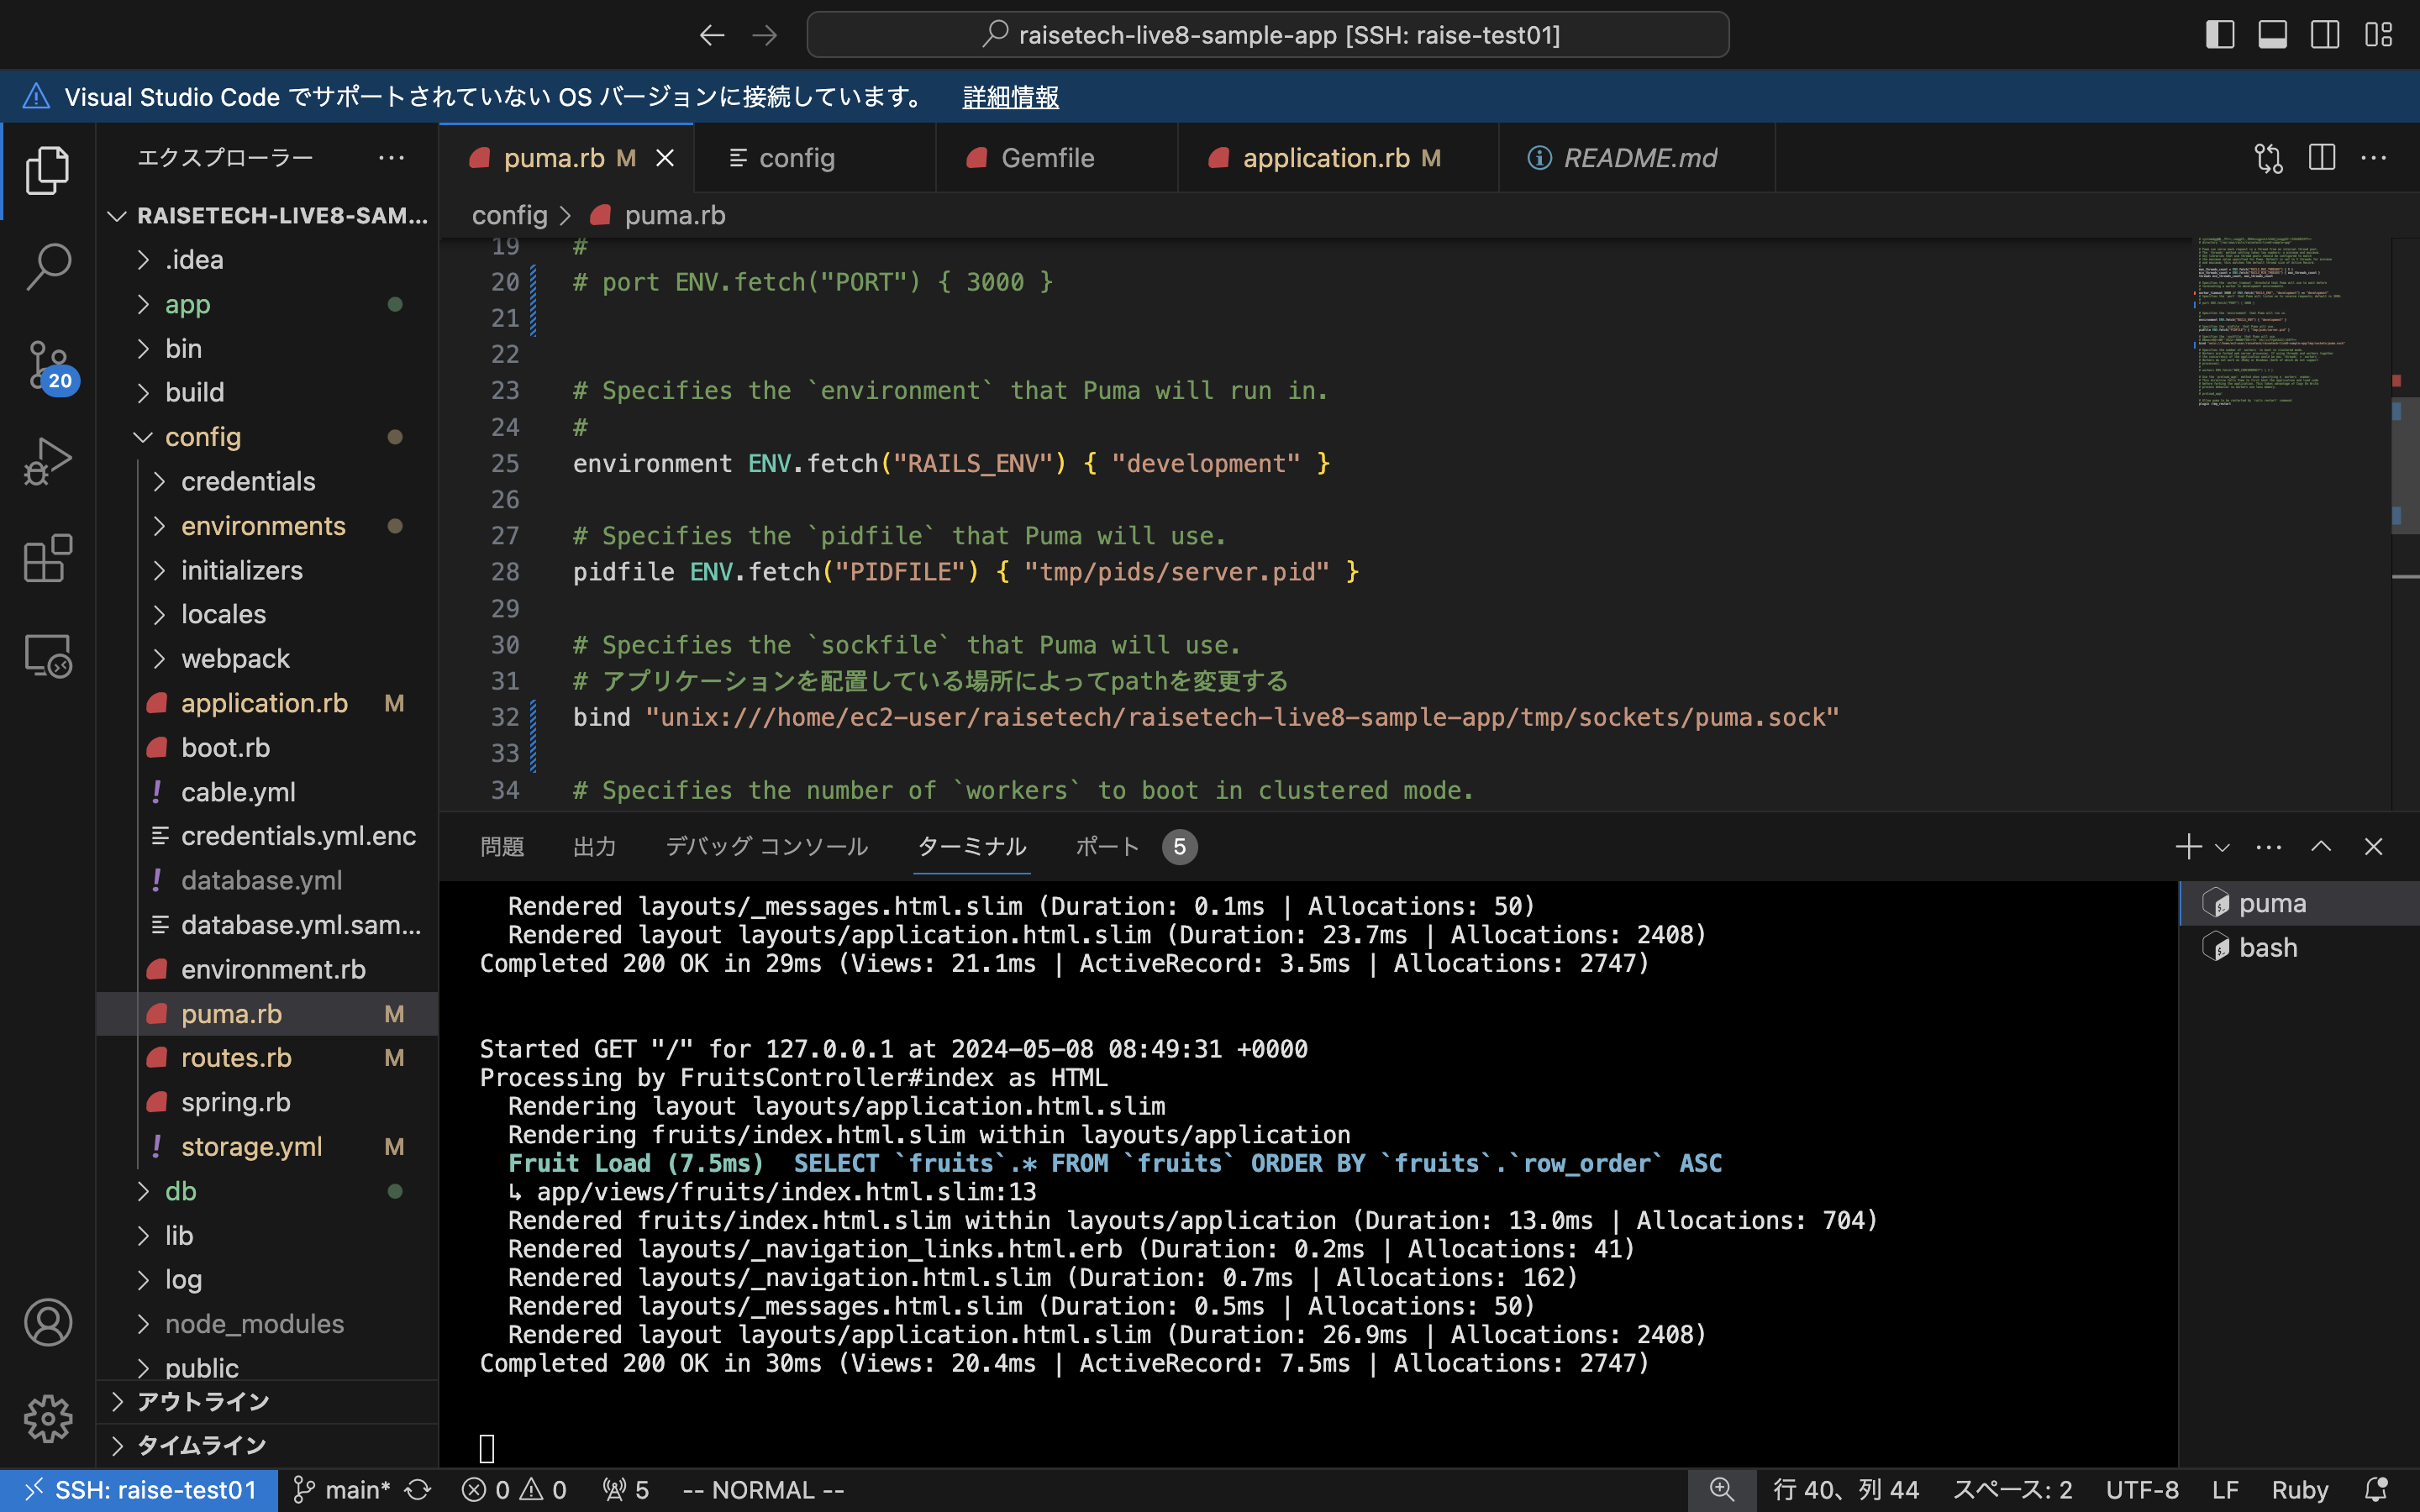 raisetech-live8-sample-app [SSH: raise-test01]
Visual Studio Code でサポートされていない OS バージョンに接続しています。 詳細情報
エクスプローラー
RAISETECH-LIVE8-SAM...
.idea
app
bin
build
config
credentials
environments
initializers
locales
webpack
application.rb M
boot.rb
cable.yml
credentials.yml.enc
database.yml
database.yml.sam...
environment.rb
puma.rb M
routes.rb M
spring.rb
storage.yml M
db
lib
log
node_modules
public
アウトライン
タイムライン
20
puma.rb M
config
Gemfile
application.rb M
README.md
config > puma.rb
19 #
20 # port ENV.fetch("PORT") { 3000 }
21
22
23 # Specifies the `environment` that Puma will run in.
24 #
25 environment ENV.fetch("RAILS_ENV") { "development" }
26
27 # Specifies the `pidfile` that Puma will use.
28 pidfile ENV.fetch("PIDFILE") { "tmp/pids/server.pid" }
29
30 # Specifies the `sockfile` that Puma will use.
31 # アプリケーションを配置している場所によってpathを変更する
32 bind "unix:///home/ec2-user/raisetech/raisetech-live8-sample-app/tmp/sockets/puma.sock"
33
34 # Specifies the number of `workers` to boot in clustered mode.
問題 出力 デバッグ コンソール ターミナル ポート 5
Rendered layouts/_messages.html.slim (Duration: 0.1ms | Allocations: 50)
Rendered layout layouts/application.html.slim (Duration: 23.7ms | Allocations: 2408)
Completed 200 OK in 29ms (Views: 21.1ms | ActiveRecord: 3.5ms | Allocations: 2747)
Started GET "/" for 127.0.0.1 at 2024-05-08 08:49:31 +0000
Processing by FruitsController#index as HTML
Rendering layout layouts/application.html.slim
Rendering fruits/index.html.slim within layouts/application
Fruit Load (7.5ms) SELECT `fruits`.* FROM `fruits` ORDER BY `fruits`.`row_order` ASC
↳ app/views/fruits/index.html.slim:13
Rendered fruits/index.html.slim within layouts/application (Duration: 13.0ms | Allocations: 704)
Rendered layouts/_navigation_links.html.erb (Duration: 0.2ms | Allocations: 41)
Rendered layouts/_navigation.html.slim (Duration: 0.7ms | Allocations: 162)
Rendered layouts/_messages.html.slim (Duration: 0.5ms | Allocations: 50)
Rendered layout layouts/application.html.slim (Duration: 26.9ms | Allocations: 2408)
Completed 200 OK in 30ms (Views: 20.4ms | ActiveRecord: 7.5ms | Allocations: 2747)
puma
bash
SSH: raise-test01 main* 0 0 5 -- NORMAL -- 行 40、列 44 スペース: 2 UTF-8 LF Ruby